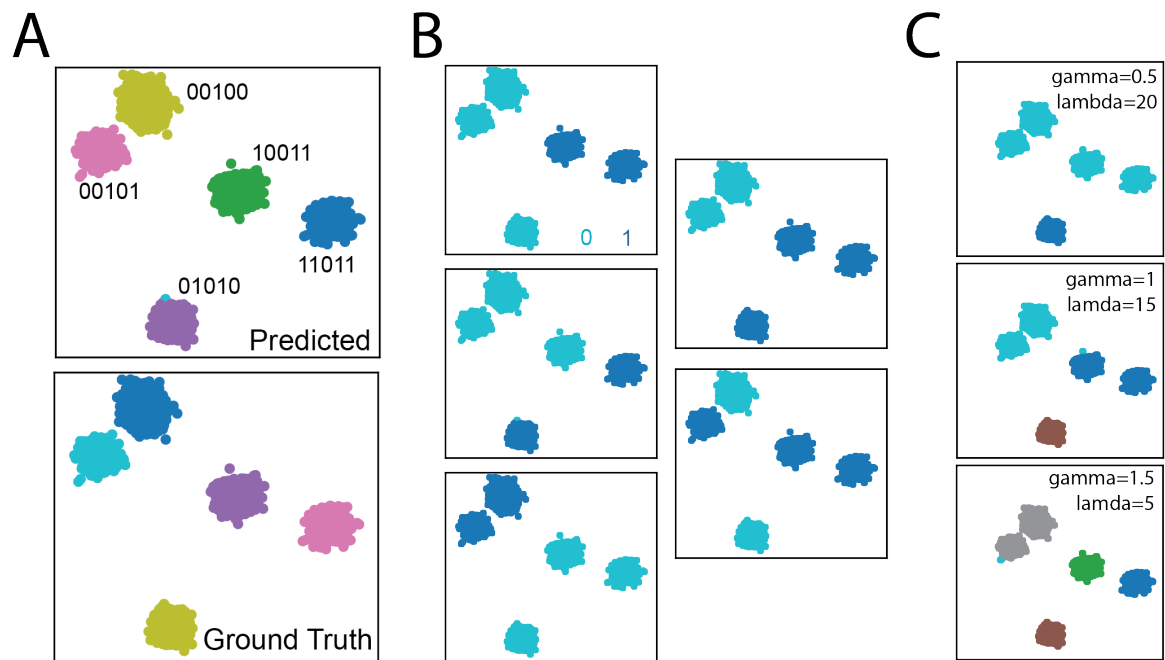 A
00100
10011
00101
11011
01010
Predicted
Ground Truth
B
0 1
C
gamma=0.5
lambda=20
gamma=1
lamda=15
gamma=1.5
lamda=5